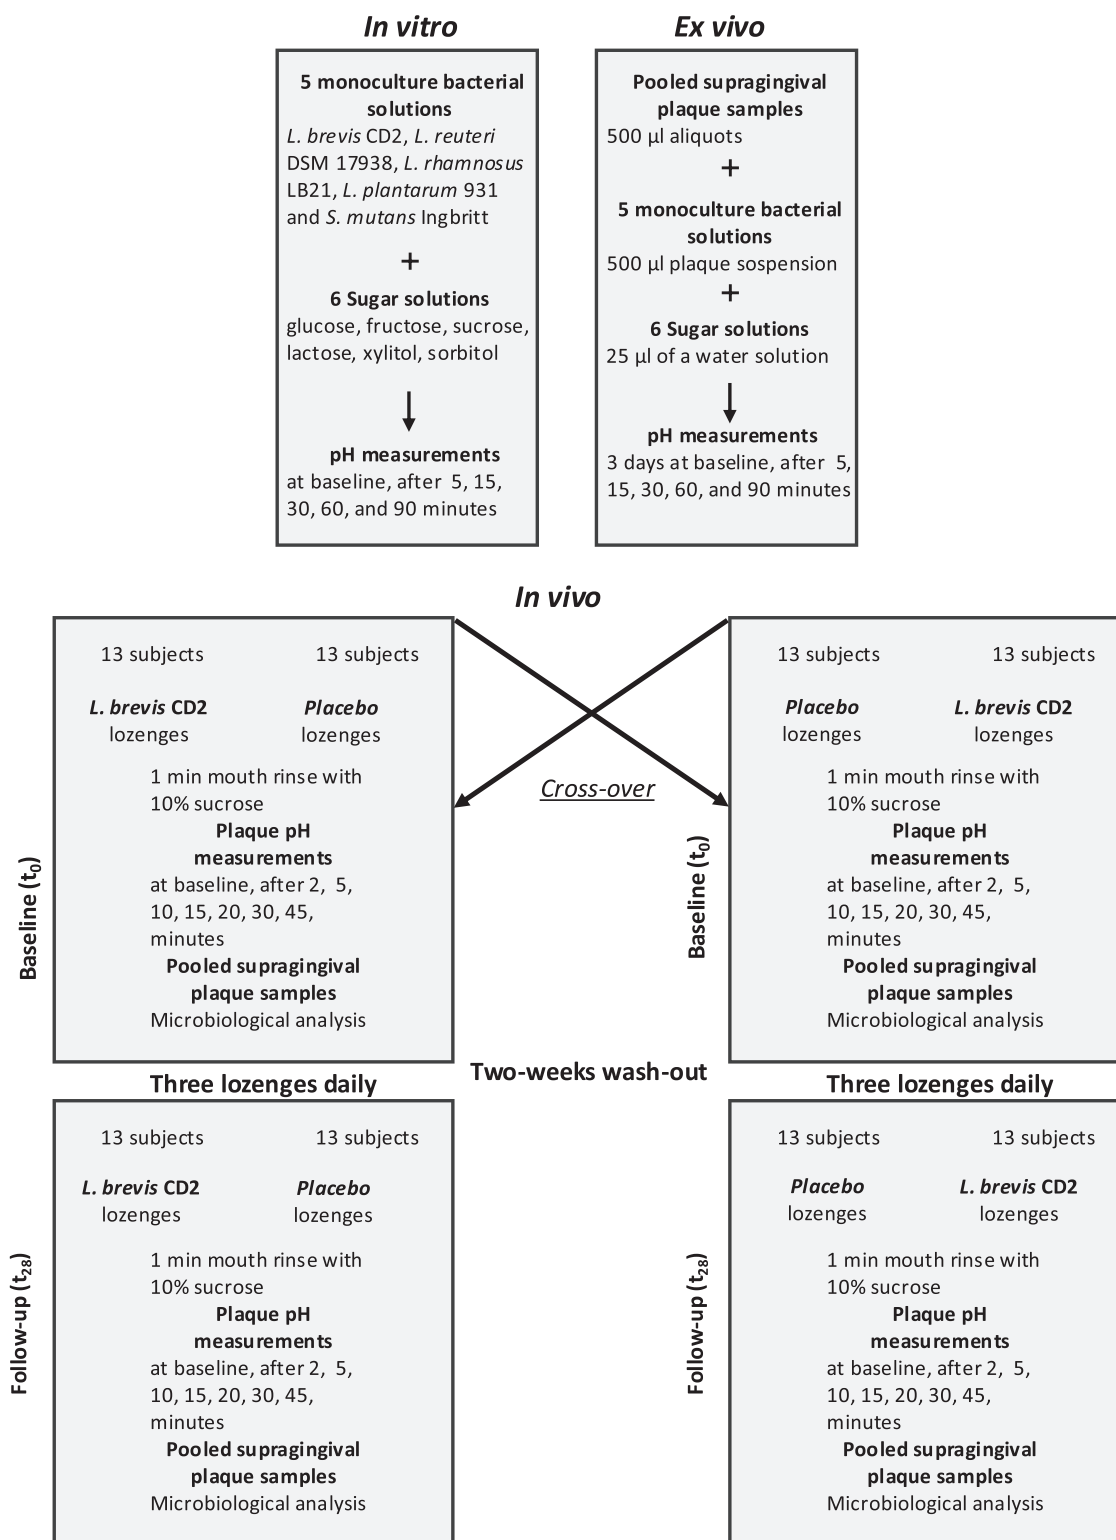 In vitro
5 monoculture bacterial
solutions
L. brevis CD2, L. reuteri
DSM 17938, L. rhamnosus
LB21, L. plantarum 931
and S. mutans Ingbritt
+
6 Sugar solutions
glucose, fructose, sucrose,
lactose, xylitol, sorbitol
pH measurements
at baseline, after 5, 15,
30, 60, and 90 minutes
Ex vivo
Pooled supragingival
plaque samples
500 µl aliquots
+
5 monoculture bacterial
solutions
500 µl plaque sospension
+
6 Sugar solutions
25 µl of a water solution
pH measurements
3 days at baseline, after 5,
15, 30, 60, and 90 minutes
In vivo
Baseline (t0)
13 subjects 13 subjects
L. brevis CD2 Placebo
lozenges lozenges
1 min mouth rinse with
10% sucrose
Plaque pH
measurements
at baseline, after 2, 5,
10, 15, 20, 30, 45,
minutes
Pooled supragingival
plaque samples
Microbiological analysis
Cross-over
Baseline (t0)
13 subjects 13 subjects
Placebo L. brevis CD2
lozenges lozenges
1 min mouth rinse with
10% sucrose
Plaque pH
measurements
at baseline, after 2, 5,
10, 15, 20, 30, 45,
minutes
Pooled supragingival
plaque samples
Microbiological analysis
Three lozenges daily
Two-weeks wash-out
Three lozenges daily
Follow-up (t28)
13 subjects 13 subjects
L. brevis CD2 Placebo
lozenges lozenges
1 min mouth rinse with
10% sucrose
Plaque pH
measurements
at baseline, after 2, 5,
10, 15, 20, 30, 45,
minutes
Pooled supragingival
plaque samples
Microbiological analysis
Follow-up (t28)
13 subjects 13 subjects
Placebo L. brevis CD2
lozenges lozenges
1 min mouth rinse with
10% sucrose
Plaque pH
measurements
at baseline, after 2, 5,
10, 15, 20, 30, 45,
minutes
Pooled supragingival
plaque samples
Microbiological analysis